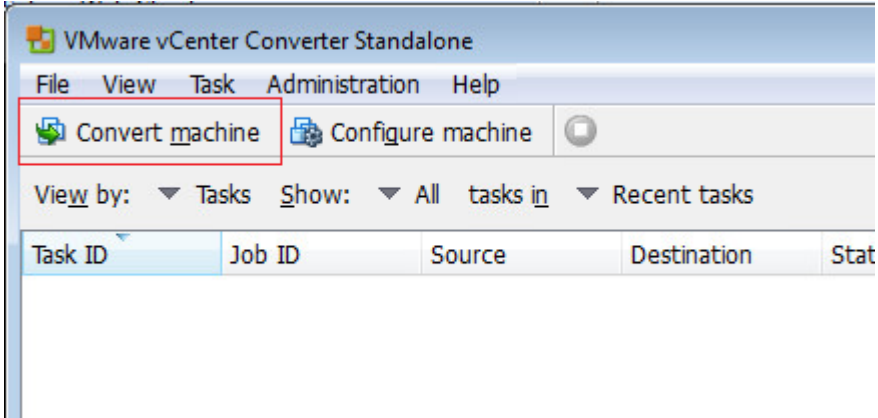 VMware vCenter Converter Standalone
File View Task Administration Help
Convert machine Configure machine
View by: Tasks Show: All tasks in Recent tasks
Task ID Job ID Source Destination Stat